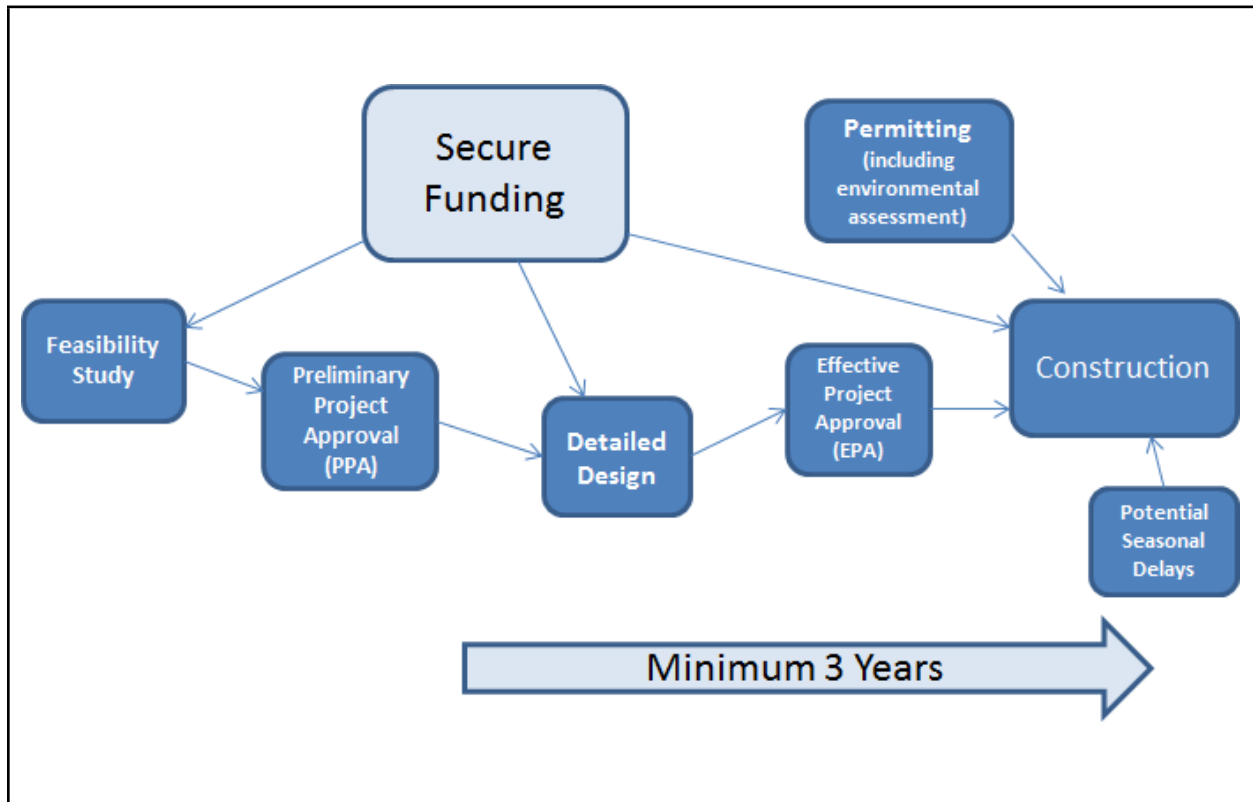 Secure
Funding
Permitting
(including
environmental
assessment)
Feasibility
Study
Preliminary
Project
Approval
(PPA)
Detailed
Design
Effective
Project
Approval
(EPA)
Construction
Potential
Seasonal
Delays
Minimum 3 Years